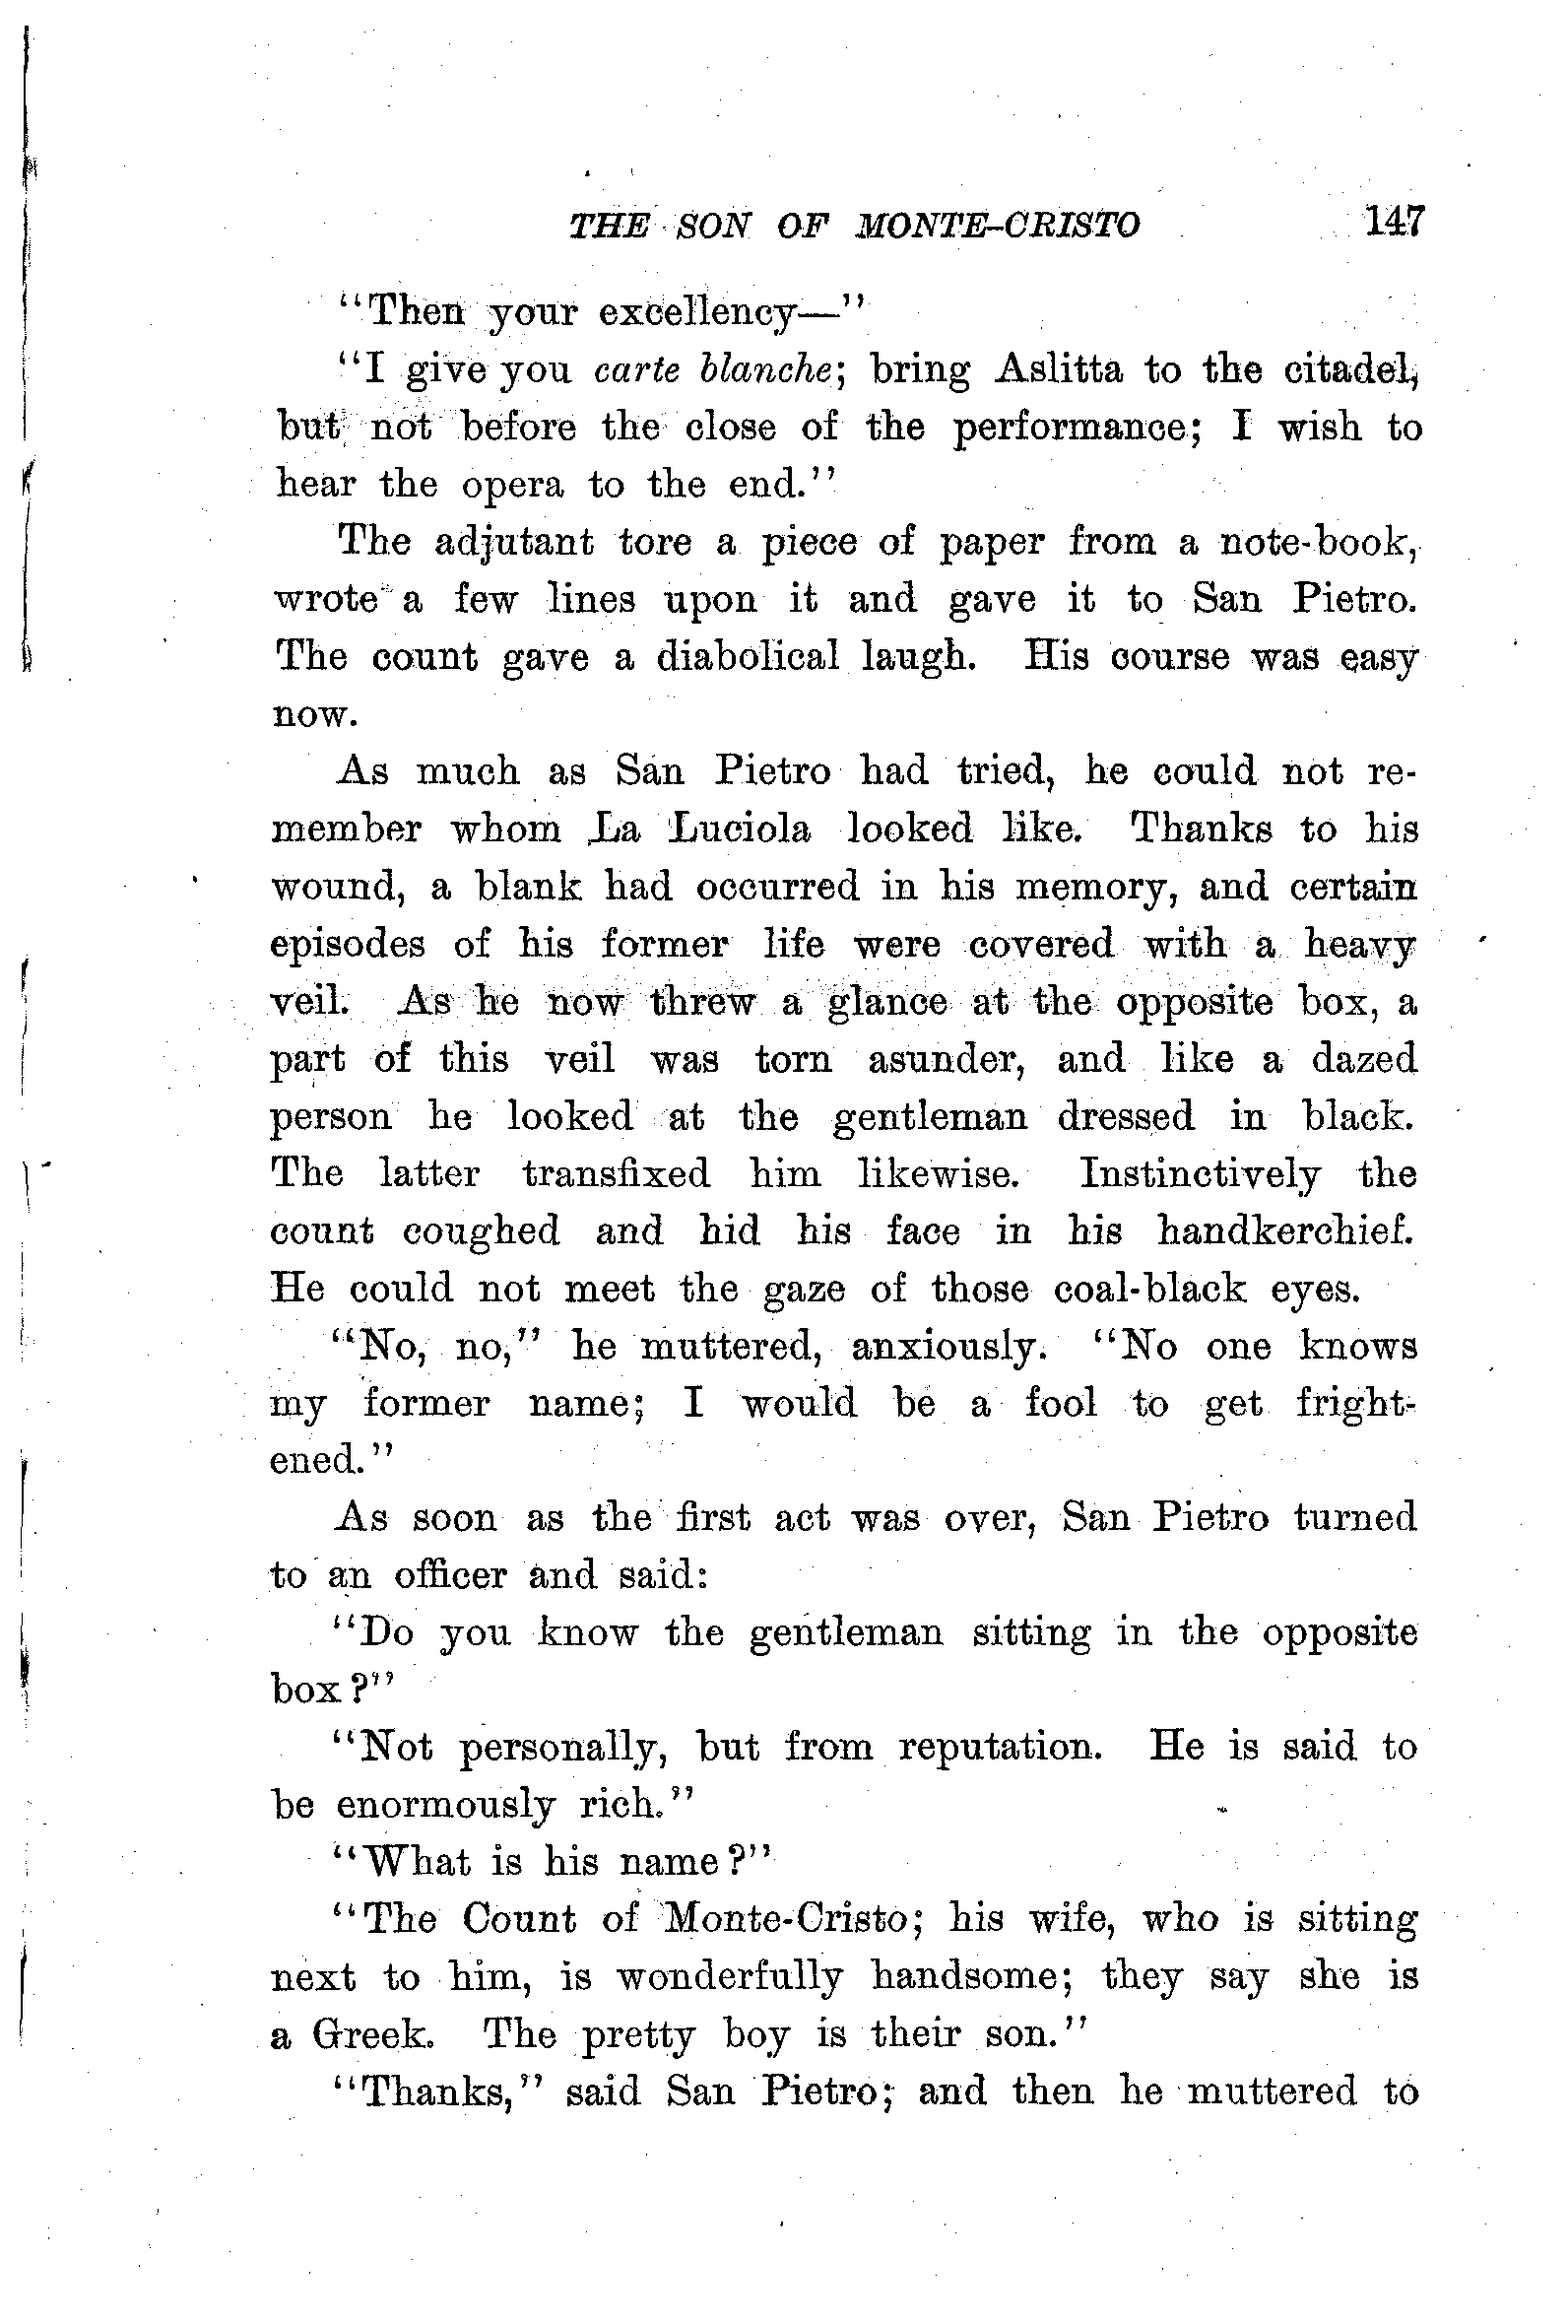 THE SON OF MONTE-CRISTO 147
"Then your excellency—"
"I give you carte blanche; bring Aslitta to the citadel,
but not before the close of the performance; I wish to
hear the opera to the end."
The adjutant tore a piece of paper from a note-book,
wrote a few lines upon it and gave it to San Pietro.
The count gave a diabolical laugh. His course was easy
now.
As much as San Pietro had tried, he could not re-
member whom La Luciola looked like. Thanks to his
wound, a blank had occurred in his memory, and certain
episodes of his former life were covered with a heavy
veil. As he now threw a glance at the opposite box, a
part of this veil was torn asunder, and like a dazed
person he looked at the gentleman dressed in black.
The latter transfixed him likewise. Instinctively the
count coughed and hid his face in his handkerchief.
He could not meet the gaze of those coal-black eyes.
"No, no," he muttered, anxiously. "No one knows
my former name; I would be a fool to get fright-
ened."
As soon as the first act was over, San Pietro turned
to an officer and said:
"Do you know the gentleman sitting in the opposite
box?"
"Not personally, but from reputation. He is said to
be enormously rich."
"What is his name?"
"The Count of Monte-Cristo; his wife, who is sitting
next to him, is wonderfully handsome; they say she is
a Greek. The pretty boy is their son."
"Thanks," said San Pietro; and then he muttered to